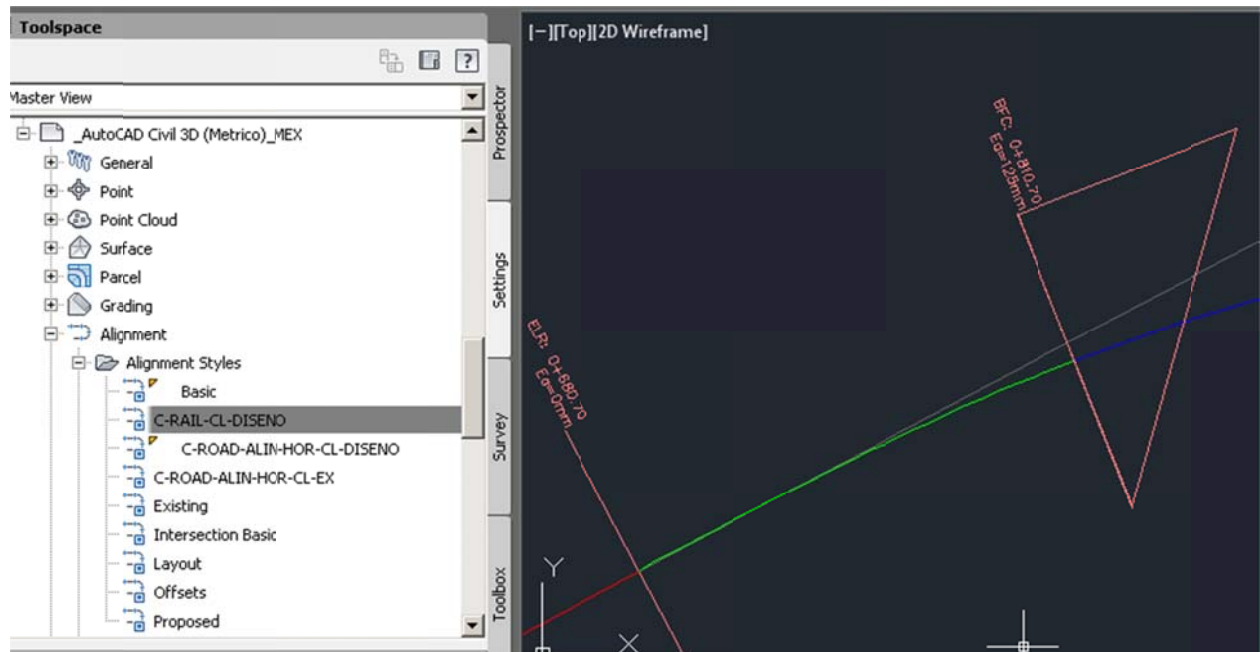 Toolspace
Master View
_AutoCAD Civil 3D (Metrico)_MEX
General
Point
Point Cloud
Surface
Parcel
Grading
Alignment
Alignment Styles
Basic
C-RAIL-CL-DISENO
C-ROAD-ALIN-HOR-CL-DISENO
C-ROAD-ALIN-HOR-CL-EX
Existing
Intersection Basic
Layout
Offsets
Proposed
Prospector
Settings
Survey
Toolbox
[−][Top][2D Wireframe]
BFC: 0+810.70
Ea=125mm
ELR: 0+680.70
Ea=0mm
Y
X